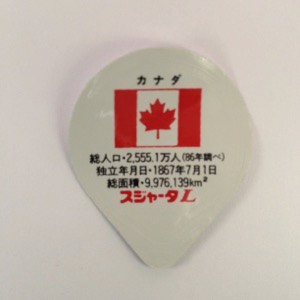 カナダ
総人口・2,555.1万人(86年調べ)
独立年月日・1867年7月1日
総面積・9,976,139km²
スジャータL